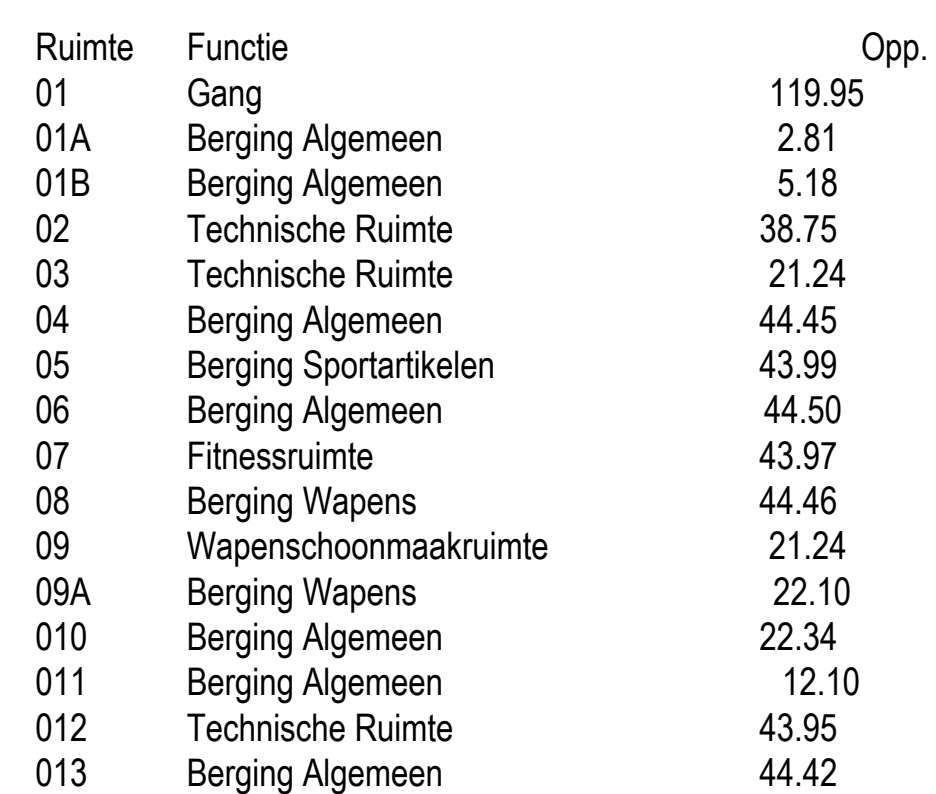 Ruimte Functie Opp.
01 Gang 119.95
01A Berging Algemeen 2.81
01B Berging Algemeen 5.18
02 Technische Ruimte 38.75
03 Technische Ruimte 21.24
04 Berging Algemeen 44.45
05 Berging Sportartikelen 43.99
06 Berging Algemeen 44.50
07 Fitnessruimte 43.97
08 Berging Wapens 44.46
09 Wapenschoonmaakruimte 21.24
09A Berging Wapens 22.10
010 Berging Algemeen 22.34
011 Berging Algemeen 12.10
012 Technische Ruimte 43.95
013 Berging Algemeen 44.42